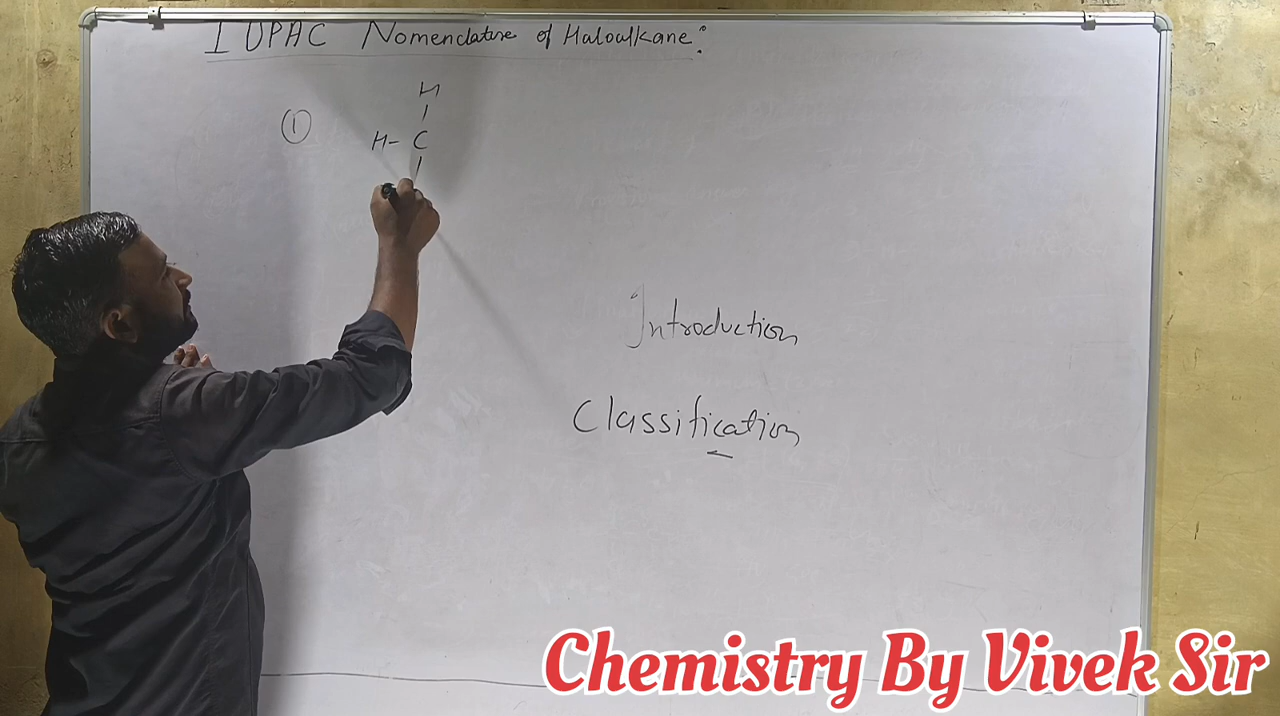 IUPAC Nomenclature of Haloalkane:
① H
H- C
Introduction
Classification
Chemistry By Vivek Sir